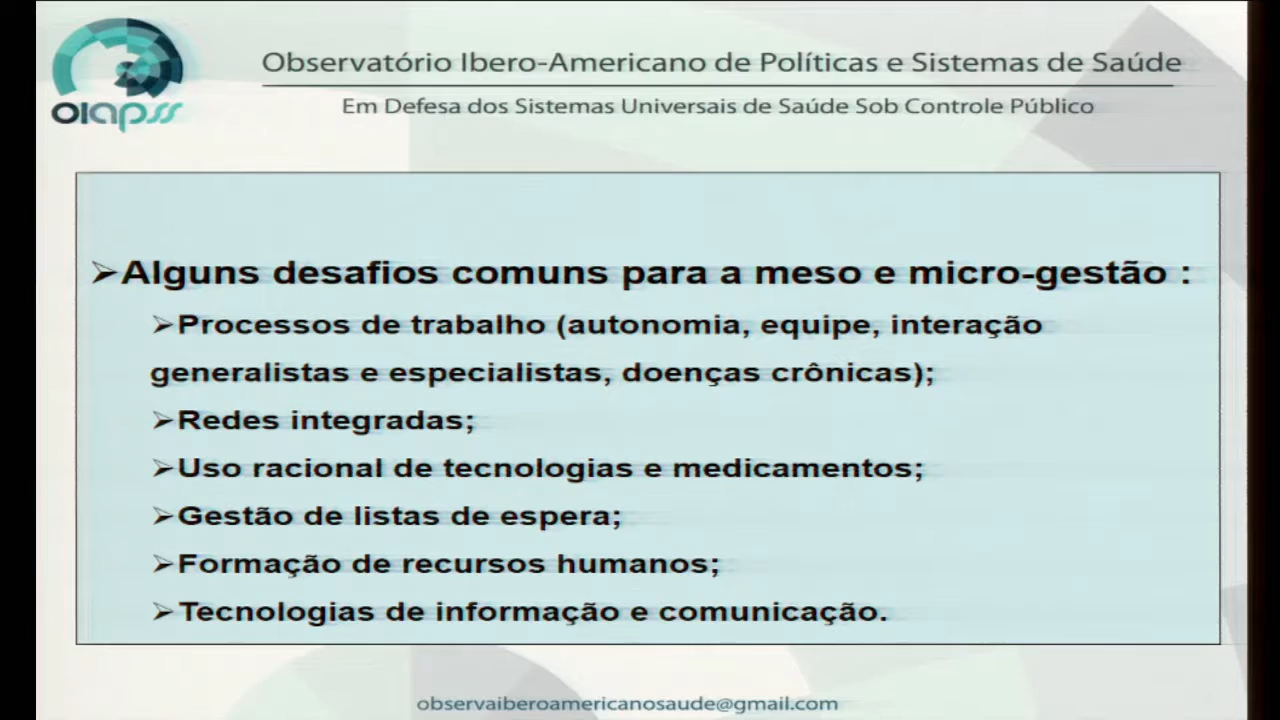 Observatório Ibero-Americano de Políticas e Sistemas de Saúde
Em Defesa dos Sistemas Universais de Saúde Sob Controle Público
OIAPSS
➢Alguns desafios comuns para a meso e micro-gestão :
➢Processos de trabalho (autonomia, equipe, interação
generalistas e especialistas, doenças crônicas);
➢Redes integradas;
➢Uso racional de tecnologias e medicamentos;
➢Gestão de listas de espera;
➢Formação de recursos humanos;
➢Tecnologias de informação e comunicação.
observaiberoamericanosaude@gmail.com